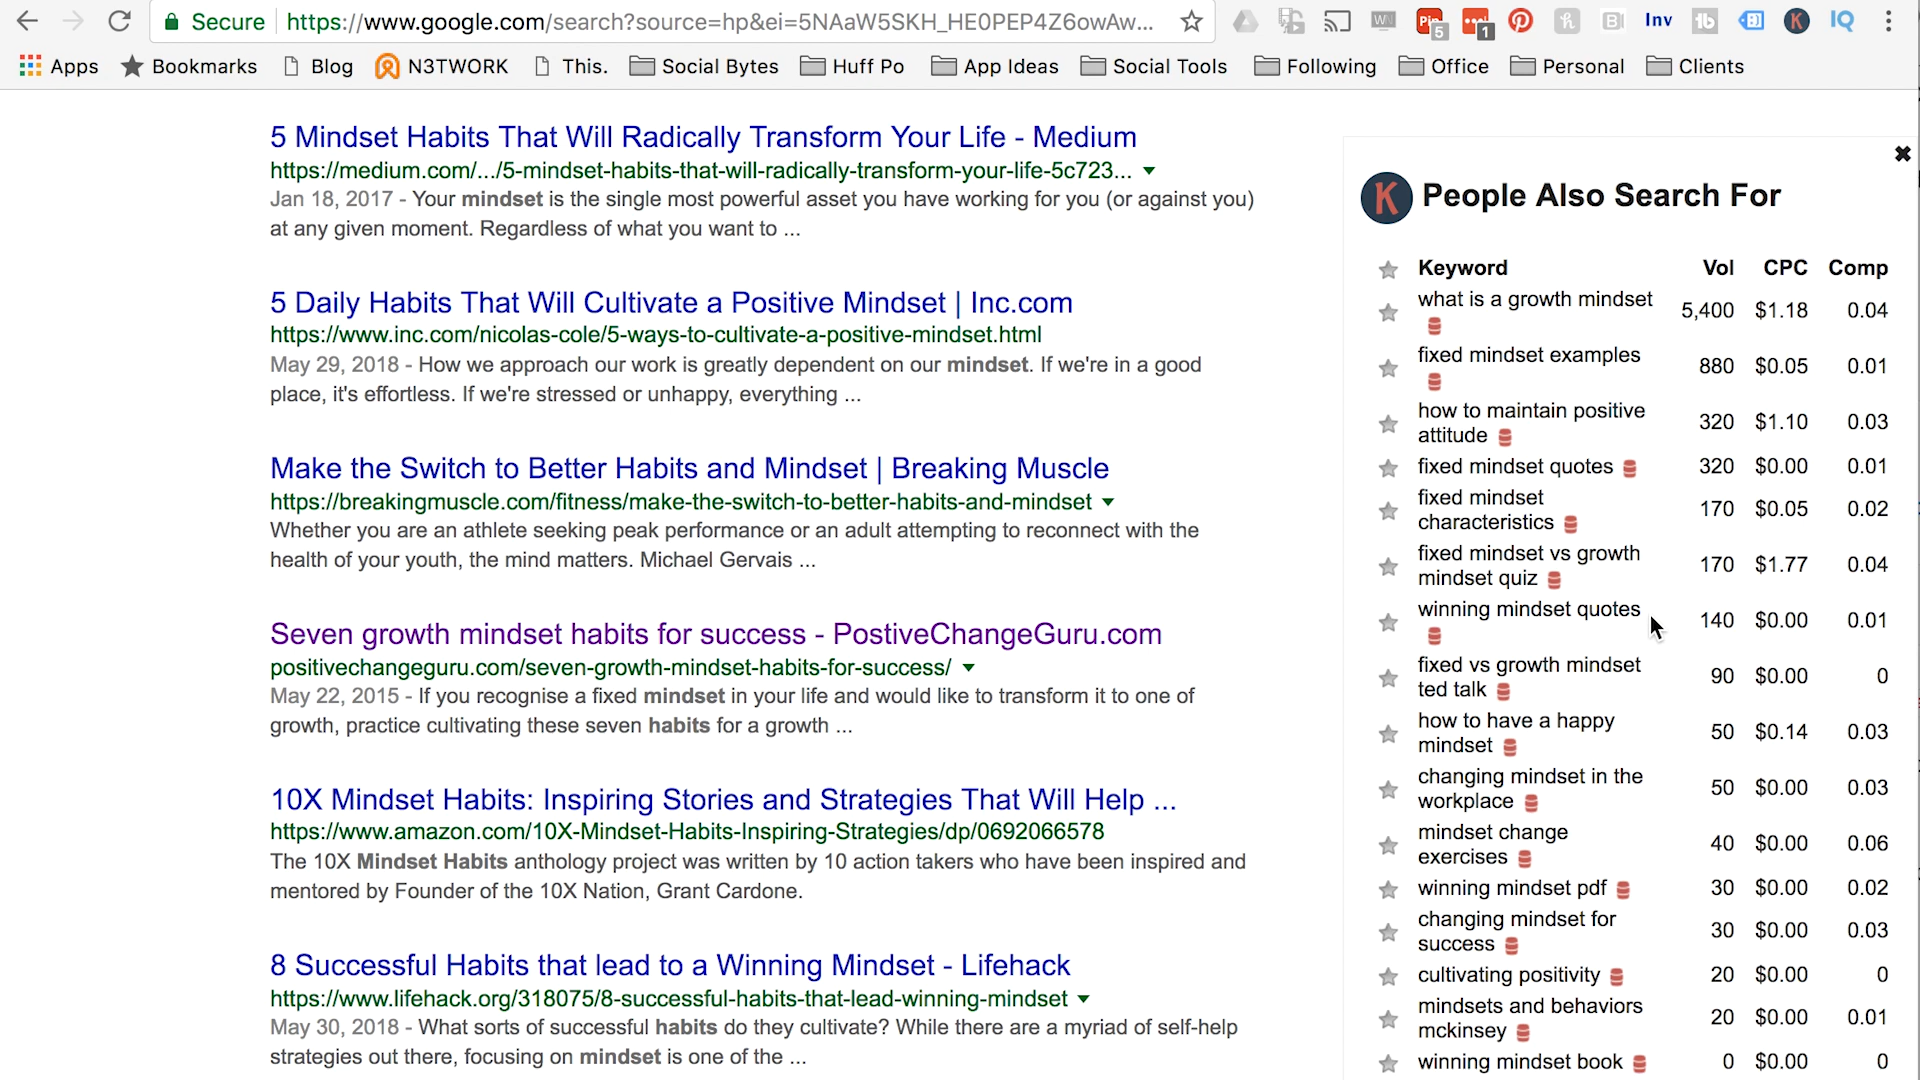 Secure https://www.google.com/search?source=hp&ei=5NAaW5SKH_HE0PEP4Z6owAw...
5 1 Inv IQ
Apps Bookmarks Blog N3TWORK This. Social Bytes Huff Po App Ideas Social Tools Following Office Personal Clients
5 Mindset Habits That Will Radically Transform Your Life - Medium
https://medium.com/.../5-mindset-habits-that-will-radically-transform-your-life-5c723...
Jan 18, 2017 - Your mindset is the single most powerful asset you have working for you (or against you)
at any given moment. Regardless of what you want to ...
5 Daily Habits That Will Cultivate a Positive Mindset | Inc.com
https://www.inc.com/nicolas-cole/5-ways-to-cultivate-a-positive-mindset.html
May 29, 2018 - How we approach our work is greatly dependent on our mindset. If we're in a good
place, it's effortless. If we're stressed or unhappy, everything ...
Make the Switch to Better Habits and Mindset | Breaking Muscle
https://breakingmuscle.com/fitness/make-the-switch-to-better-habits-and-mindset
Whether you are an athlete seeking peak performance or an adult attempting to reconnect with the
health of your youth, the mind matters. Michael Gervais ...
Seven growth mindset habits for success - PostiveChangeGuru.com
positivechangeguru.com/seven-growth-mindset-habits-for-success/
May 22, 2015 - If you recognise a fixed mindset in your life and would like to transform it to one of
growth, practice cultivating these seven habits for a growth ...
10X Mindset Habits: Inspiring Stories and Strategies That Will Help ...
https://www.amazon.com/10X-Mindset-Habits-Inspiring-Strategies/dp/0692066578
The 10X Mindset Habits anthology project was written by 10 action takers who have been inspired and
mentored by Founder of the 10X Nation, Grant Cardone.
8 Successful Habits that lead to a Winning Mindset - Lifehack
https://www.lifehack.org/318075/8-successful-habits-that-lead-winning-mindset
May 30, 2018 - What sorts of successful habits do they cultivate? While there are a myriad of self-help
strategies out there, focusing on mindset is one of the ...
K People Also Search For
Keyword Vol CPC Comp
what is a growth mindset 5,400 $1.18 0.04
fixed mindset examples 880 $0.05 0.01
how to maintain positive
attitude 320 $1.10 0.03
fixed mindset quotes 320 $0.00 0.01
fixed mindset
characteristics 170 $0.05 0.02
fixed mindset vs growth
mindset quiz 170 $1.77 0.04
winning mindset quotes 140 $0.00 0.01
fixed vs growth mindset
ted talk 90 $0.00 0
how to have a happy
mindset 50 $0.14 0.03
changing mindset in the
workplace 50 $0.00 0.03
mindset change
exercises 40 $0.00 0.06
winning mindset pdf 30 $0.00 0.02
changing mindset for
success 30 $0.00 0.03
cultivating positivity 20 $0.00 0
mindsets and behaviors
mckinsey 20 $0.00 0.01
winning mindset book 0 $0.00 0